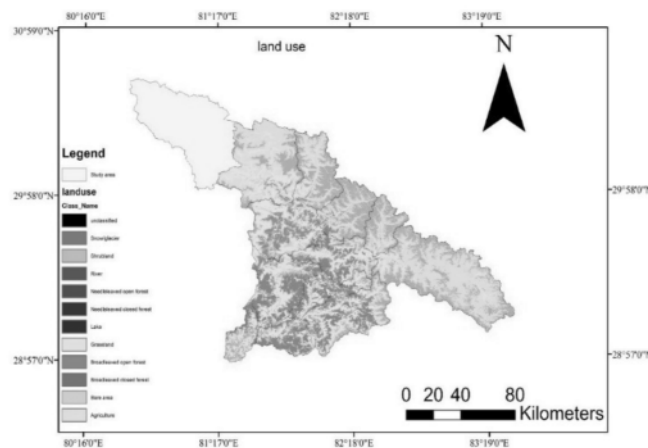 80°16'0"E 81°17'0"E 82°18'0"E 83°19'0"E
30°59'0"N
land use
N
Legend
Study area
landuse
Class_Name
unclassified
Snow/glacier
Shrubland
River
Needleleaved open forest
Needleleaved closed forest
Lake
Grassland
Broadleaved open forest
Broadleaved closed forest
Bare area
Agriculture
29°58'0"N 29°58'0"N
28°57'0"N 28°57'0"N
0 20 40 80
Kilometers
80°16'0"E 81°17'0"E 82°18'0"E 83°19'0"E